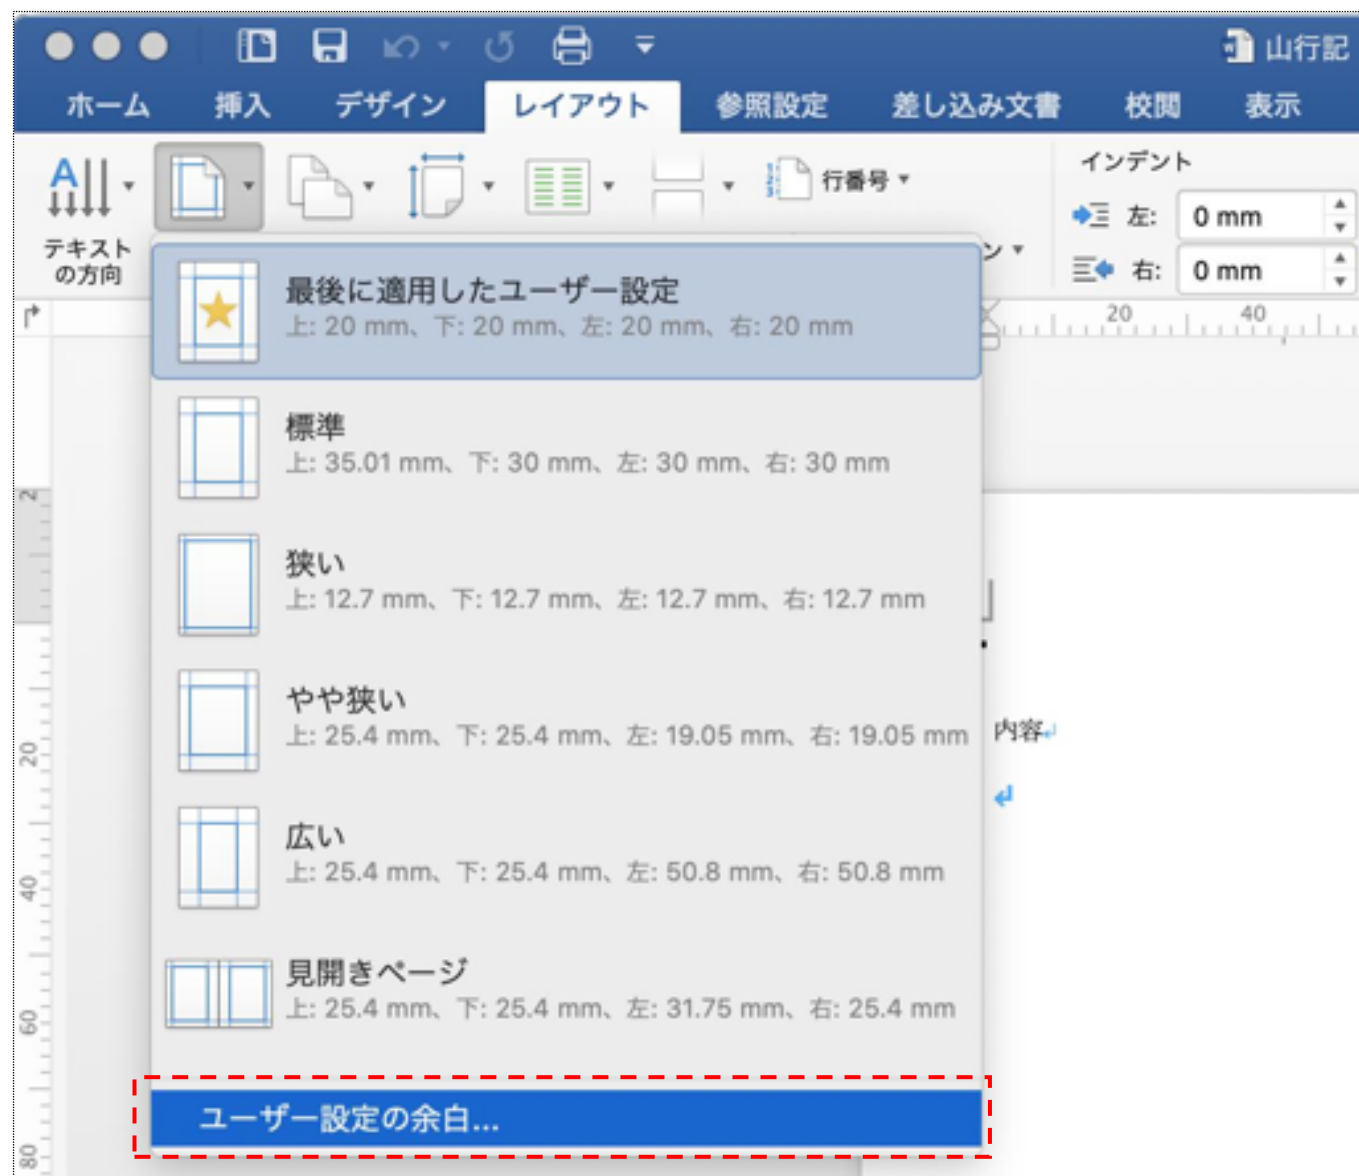 山行記
ホーム 挿入 デザイン レイアウト 参照設定 差し込み文書 校閲 表示
行番号
インデント
左: 0 mm
右: 0 mm
テキスト
の方向
ン
20 40
最後に適用したユーザー設定
上: 20 mm、下: 20 mm、左: 20 mm、右: 20 mm
標準
上: 35.01 mm、下: 30 mm、左: 30 mm、右: 30 mm
狭い
上: 12.7 mm、下: 12.7 mm、左: 12.7 mm、右: 12.7 mm
やや狭い
上: 25.4 mm、下: 25.4 mm、左: 19.05 mm、右: 19.05 mm
内容
広い
上: 25.4 mm、下: 25.4 mm、左: 50.8 mm、右: 50.8 mm
見開きページ
上: 25.4 mm、下: 25.4 mm、左: 31.75 mm、右: 25.4 mm
ユーザー設定の余白...
2
20
40
60
80